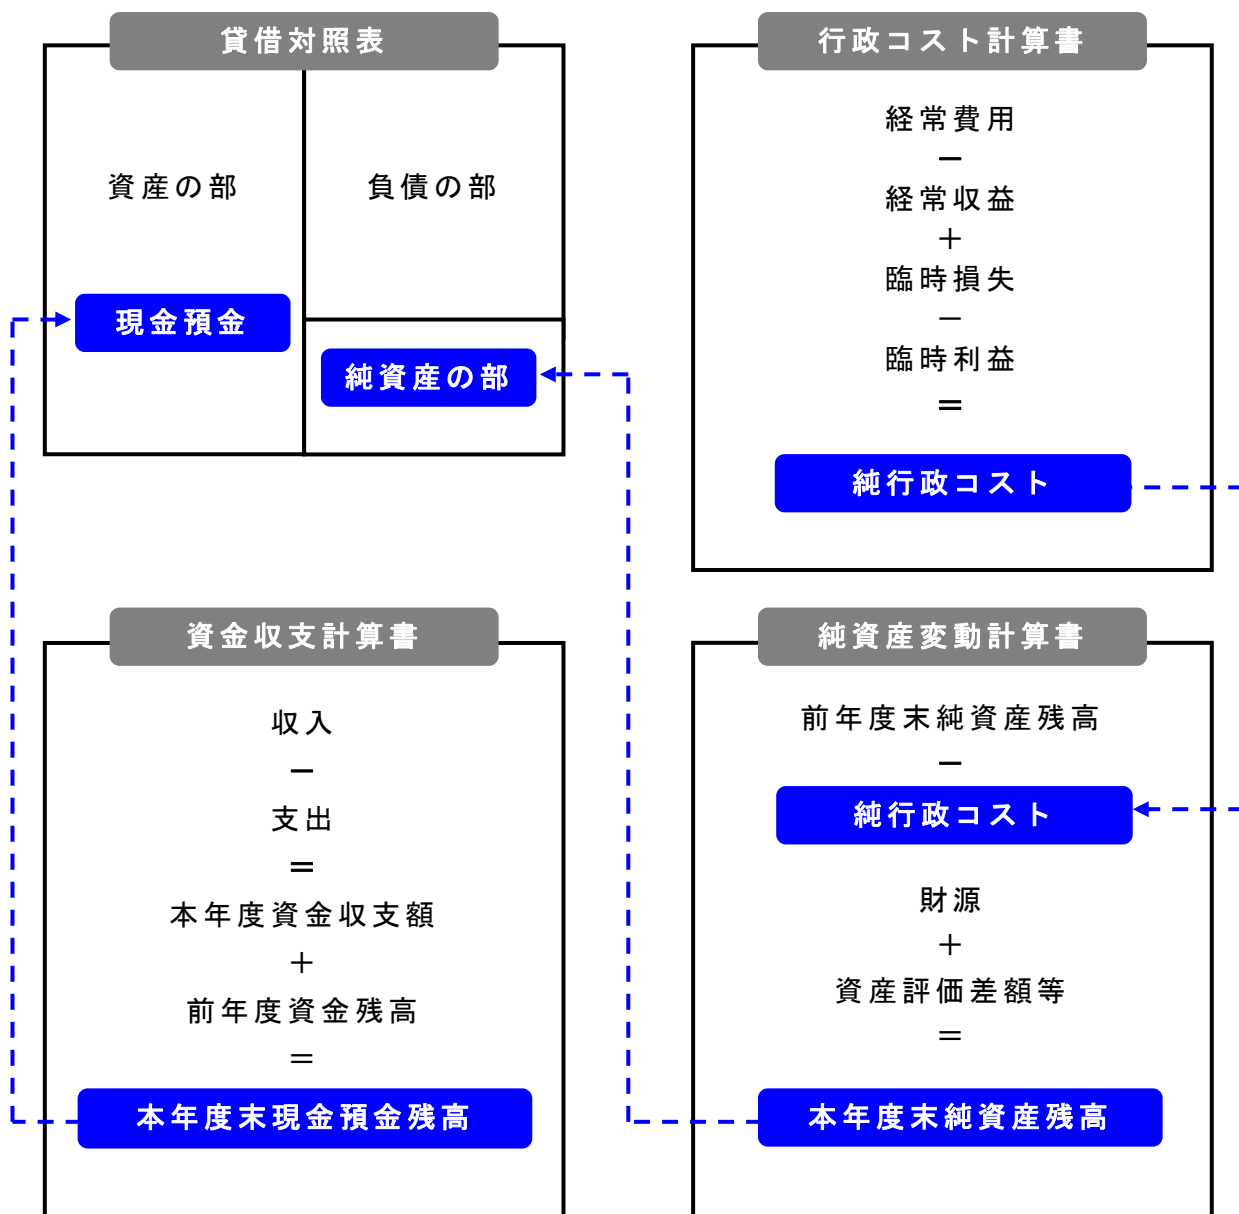 貸借対照表
資産の部
負債の部
現金預金
純資産の部
行政コスト計算書
経常費用
－
経常収益
＋
臨時損失
－
臨時利益
＝
純行政コスト
資金収支計算書
収入
－
支出
＝
本年度資金収支額
＋
前年度資金残高
＝
本年度末現金預金残高
純資産変動計算書
前年度末純資産残高
－
純行政コスト
財源
＋
資産評価差額等
＝
本年度末純資産残高